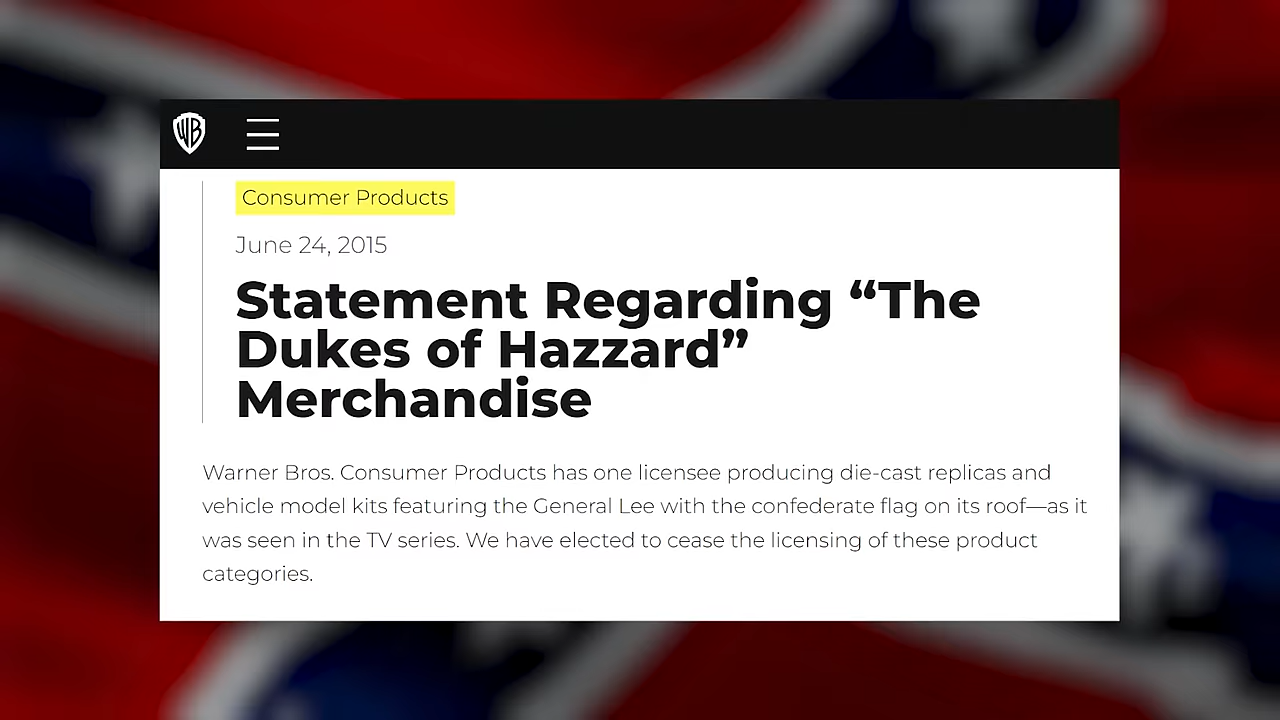 WB
Consumer Products
June 24, 2015
Statement Regarding “The
Dukes of Hazzard”
Merchandise
Warner Bros. Consumer Products has one licensee producing die-cast replicas and
vehicle model kits featuring the General Lee with the confederate flag on its roof—as it
was seen in the TV series. We have elected to cease the licensing of these product
categories.